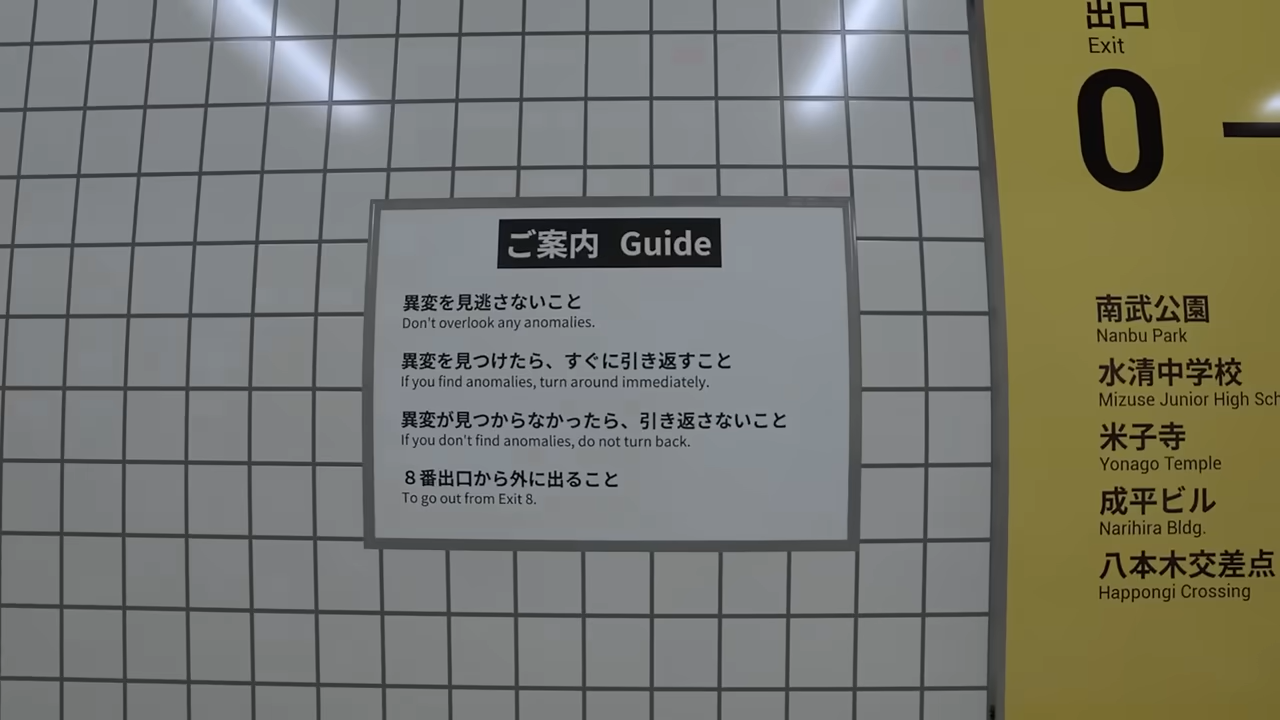 ご案内 Guide
異変を見逃さないこと
Don't overlook any anomalies.
異変を見つけたら、すぐに引き返すこと
If you find anomalies, turn around immediately.
異変が見つからなかったら、引き返さないこと
If you don't find anomalies, do not turn back.
8番出口から外に出ること
To go out from Exit 8.
出口
Exit
0
南武公園
Nanbu Park
水清中学校
Mizuse Junior High
米子寺
Yonago Temple
成平ビル
Narihira Bldg.
八本木交差点
Happongi Crossing